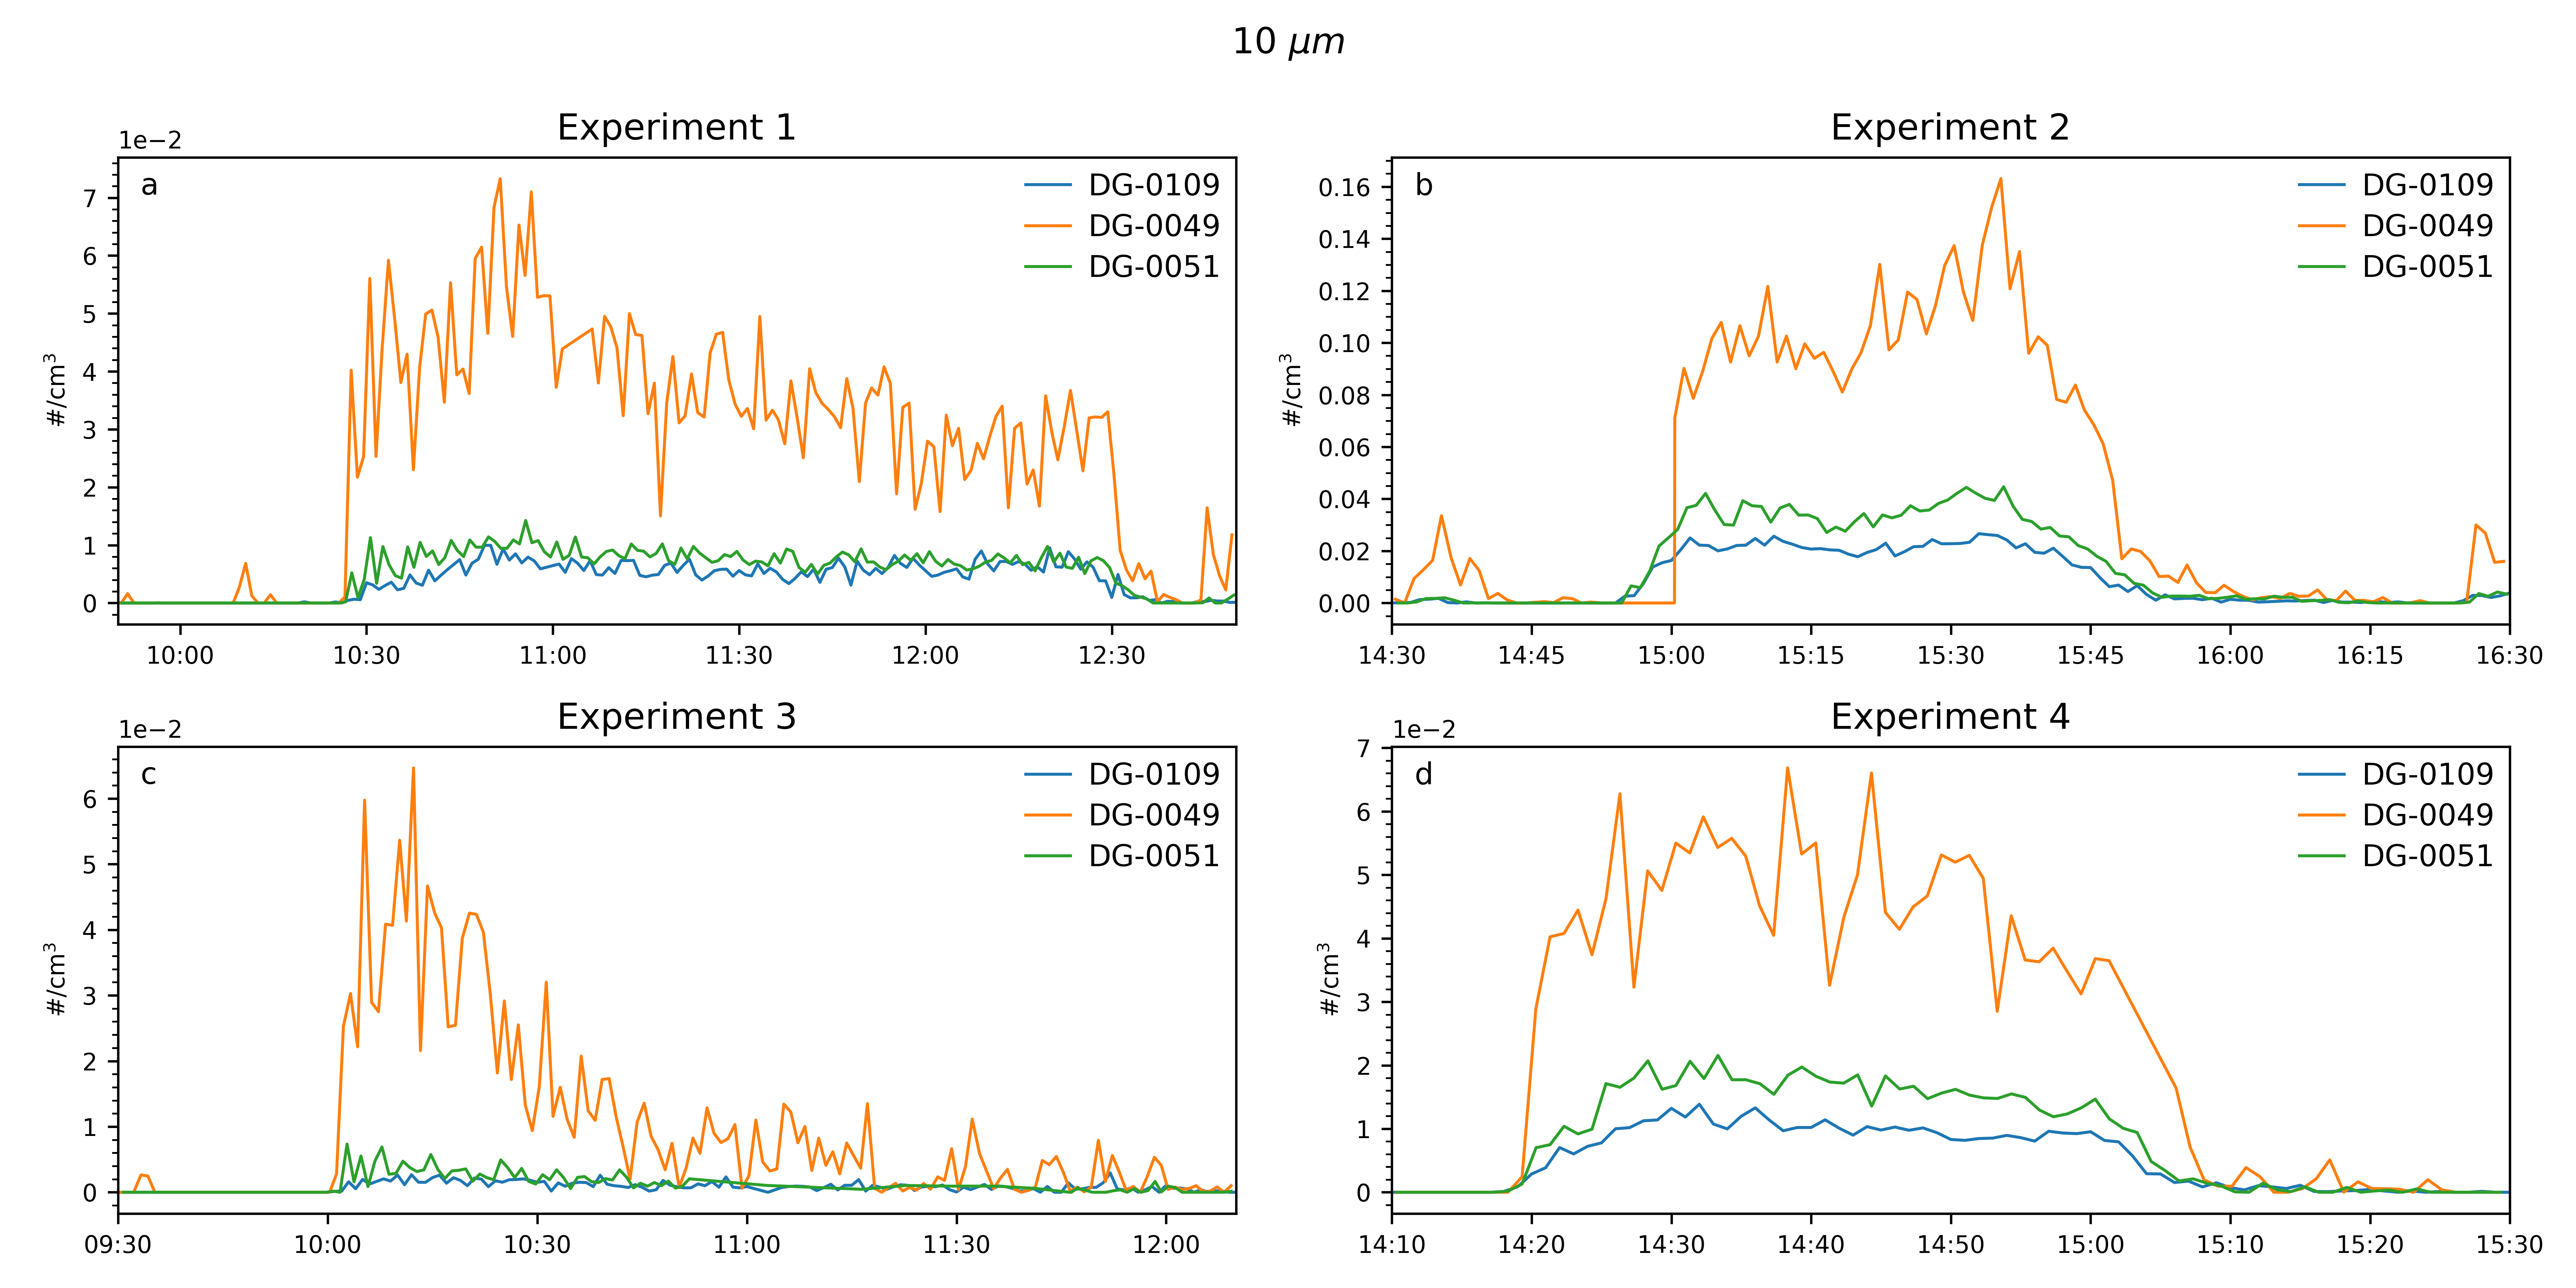 10 μm
Experiment 1
1e−2
a
DG-0109
DG-0049
DG-0051
7
6
5
4
3
2
1
0
#/cm³
10:00 10:30 11:00 11:30 12:00 12:30
Experiment 2
b
DG-0109
DG-0049
DG-0051
0.16
0.14
0.12
0.10
0.08
0.06
0.04
0.02
0.00
#/cm³
14:30 14:45 15:00 15:15 15:30 15:45 16:00 16:15 16:30
Experiment 3
1e−2
c
DG-0109
DG-0049
DG-0051
6
5
4
3
2
1
0
#/cm³
09:30 10:00 10:30 11:00 11:30 12:00
Experiment 4
1e−2
d
DG-0109
DG-0049
DG-0051
7
6
5
4
3
2
1
0
#/cm³
14:10 14:20 14:30 14:40 14:50 15:00 15:10 15:20 15:30